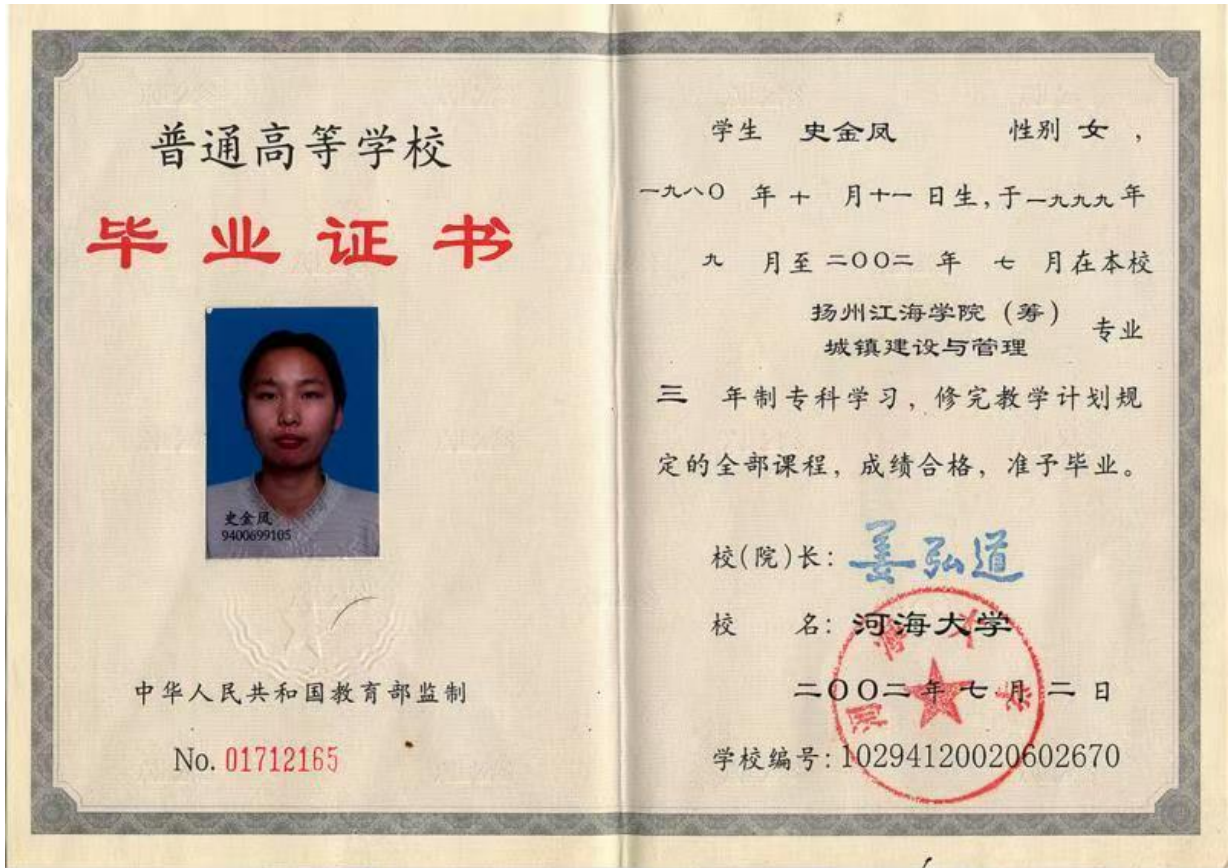 普通高等学校
毕业证书
史金凤
9400699105
中华人民共和国教育部监制
No. 01712165
学生 史金凤 性别 女，
一九八〇 年 十 月十一 日生，于一九九九年
九 月至 二〇〇二 年 七 月在本校
扬州江海学院（筹）
城镇建设与管理 专业
三 年制专科学习，修完教学计划规
定的全部课程，成绩合格，准予毕业。
校(院)长：姜弘道
校 名：河海大学
河海大学
二〇〇二年七月二日
学校编号：10294120020602670